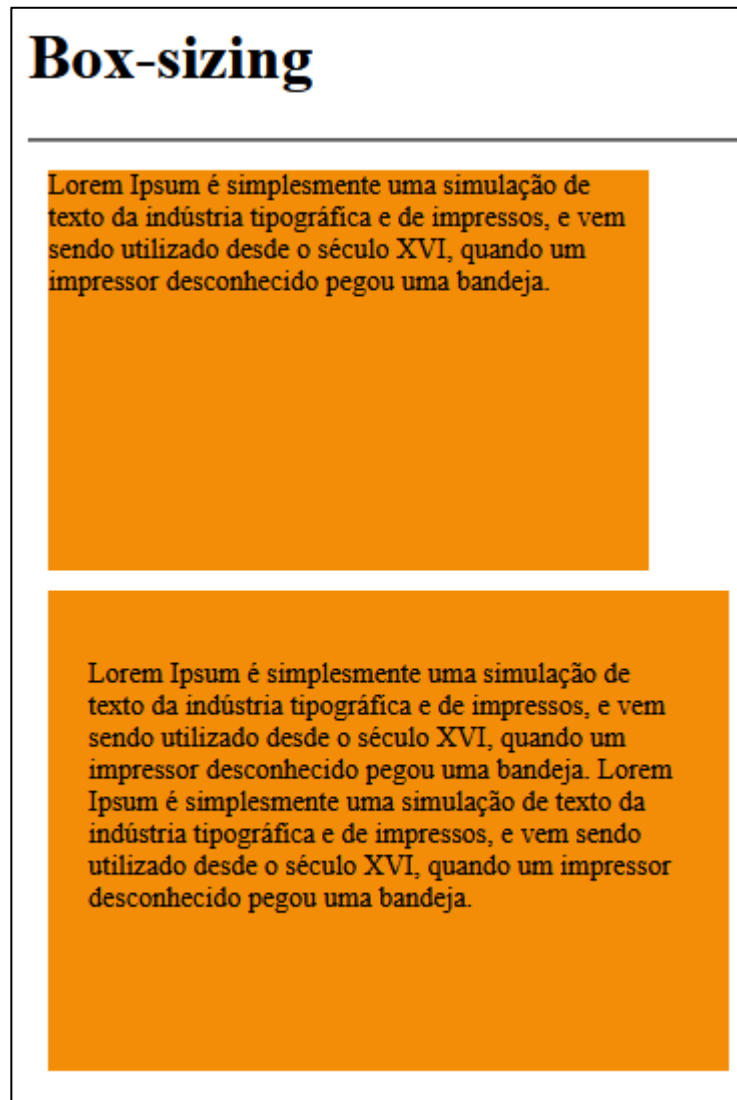 Box-sizing
Lorem Ipsum é simplesmente uma simulação de
texto da indústria tipográfica e de impressos, e vem
sendo utilizado desde o século XVI, quando um
impressor desconhecido pegou uma bandeja.
Lorem Ipsum é simplesmente uma simulação de
texto da indústria tipográfica e de impressos, e vem
sendo utilizado desde o século XVI, quando um
impressor desconhecido pegou uma bandeja. Lorem
Ipsum é simplesmente uma simulação de texto da
indústria tipográfica e de impressos, e vem sendo
utilizado desde o século XVI, quando um impressor
desconhecido pegou uma bandeja.